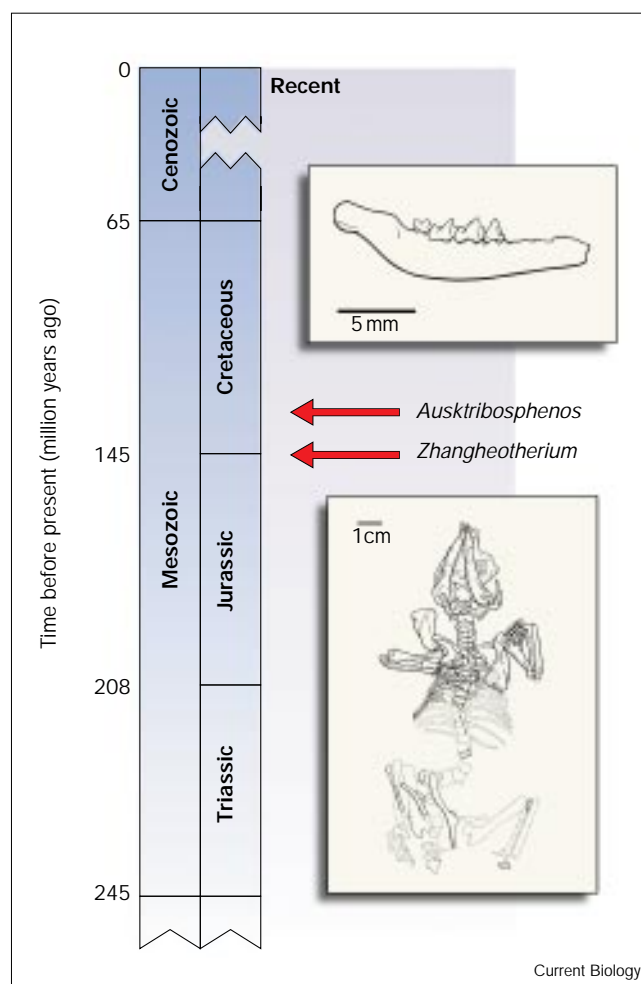 0
Recent
Cenozoic
65
5 mm
Cretaceous
Ausktribosphenos
Zhangheotherium
145
Time before present (million years ago)
Mesozoic
1cm
Jurassic
208
Triassic
245
Current Biology